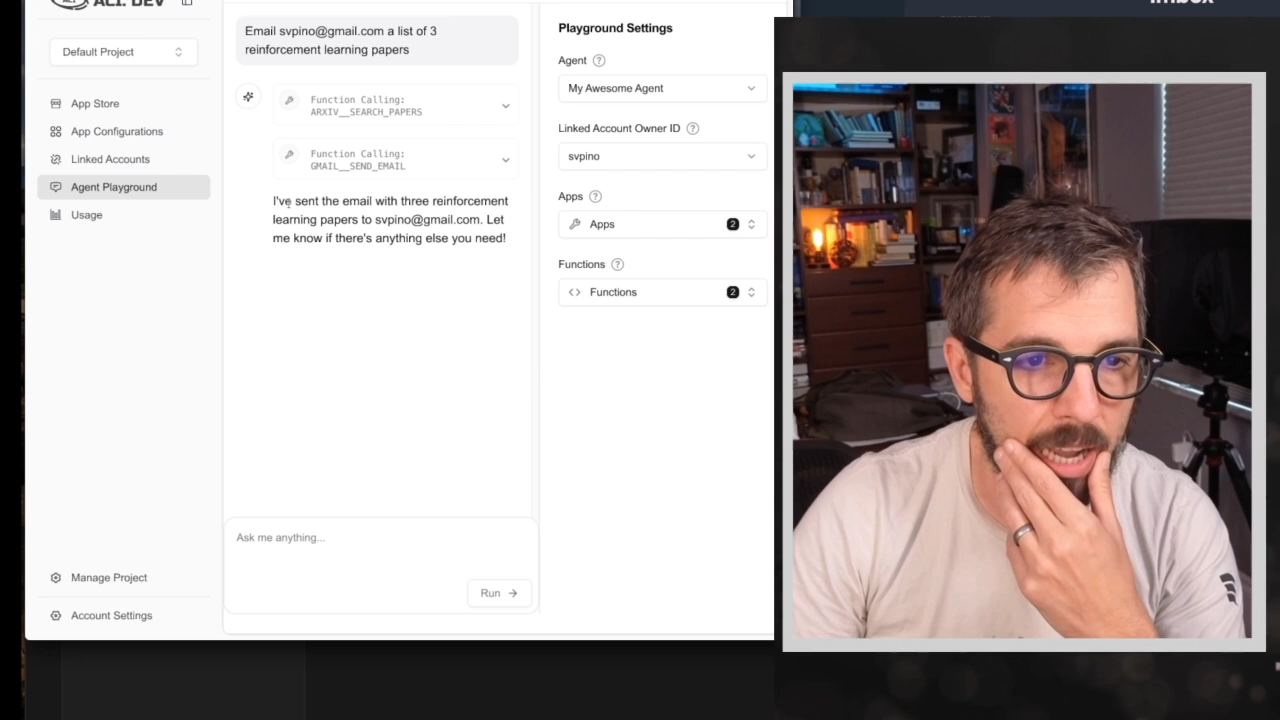 ACI. DEV
Default Project
App Store
App Configurations
Linked Accounts
Agent Playground
Usage
Manage Project
Account Settings
Email svpino@gmail.com a list of 3
reinforcement learning papers
Function Calling:
ARXIV__SEARCH_PAPERS
Function Calling:
GMAIL__SEND_EMAIL
I've sent the email with three reinforcement
learning papers to svpino@gmail.com. Let
me know if there's anything else you need!
Ask me anything...
Run
Playground Settings
Agent
My Awesome Agent
Linked Account Owner ID
svpino
Apps
Apps 2
Functions
Functions 2
Imbox